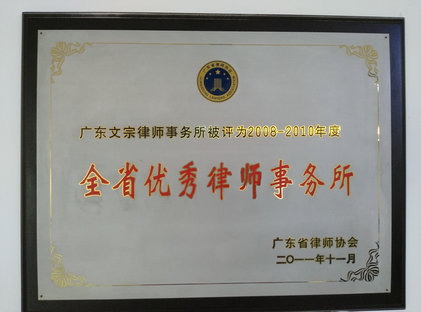 广东文宗律师事务所被评为2008-2010年度
全省优秀律师事务所
广东省律师协会
二〇一一年十一月